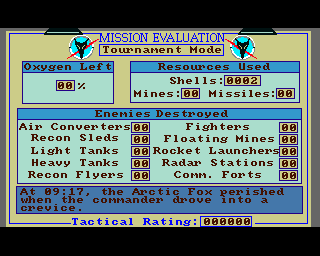 MISSION EVALUATION
Tournament Mode
Oxygen Left
00%
Resources Used
Shells:0002
Mines:00 Missiles:00
Enemies Destroyed
Air Converters 00 Fighters 00
Recon Sleds 00 Floating Mines 00
Light Tanks 00 Rocket Launchers 00
Heavy Tanks 00 Radar Stations 00
Recon Flyers 00 Comm. Forts 00
At 09:17, the Arctic Fox perished
when the commander drove into a
crevice.
Tactical Rating:000000